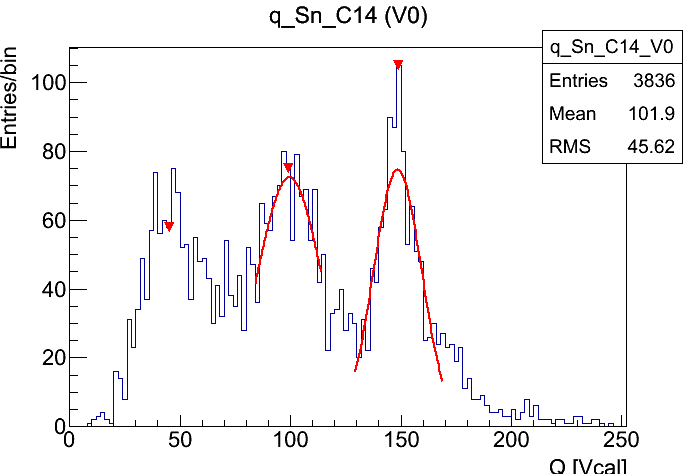 q_Sn_C14 (V0)
q_Sn_C14_V0
Entries 3836
Mean 101.9
RMS 45.62
Entries/bin
100
80
60
40
20
0
0 50 100 150 200 250
Q [Vcal]